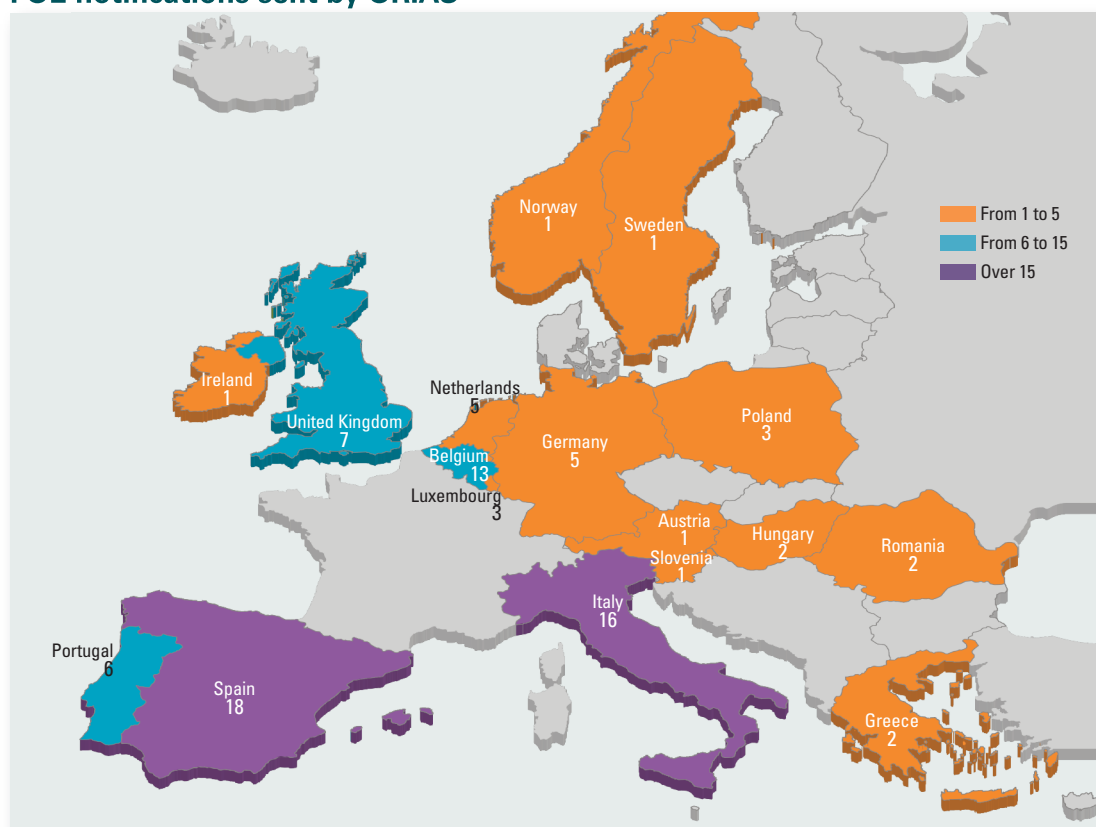 Norway
1
Sweden
1
From 1 to 5
From 6 to 15
Over 15
Ireland
1
United Kingdom
7
Netherlands
5
Belgium
13
Luxembourg
3
Germany
5
Poland
3
Austria
1
Slovenia
1
Hungary
2
Romania
2
Italy
16
Portugal
6
Spain
18
Greece
2